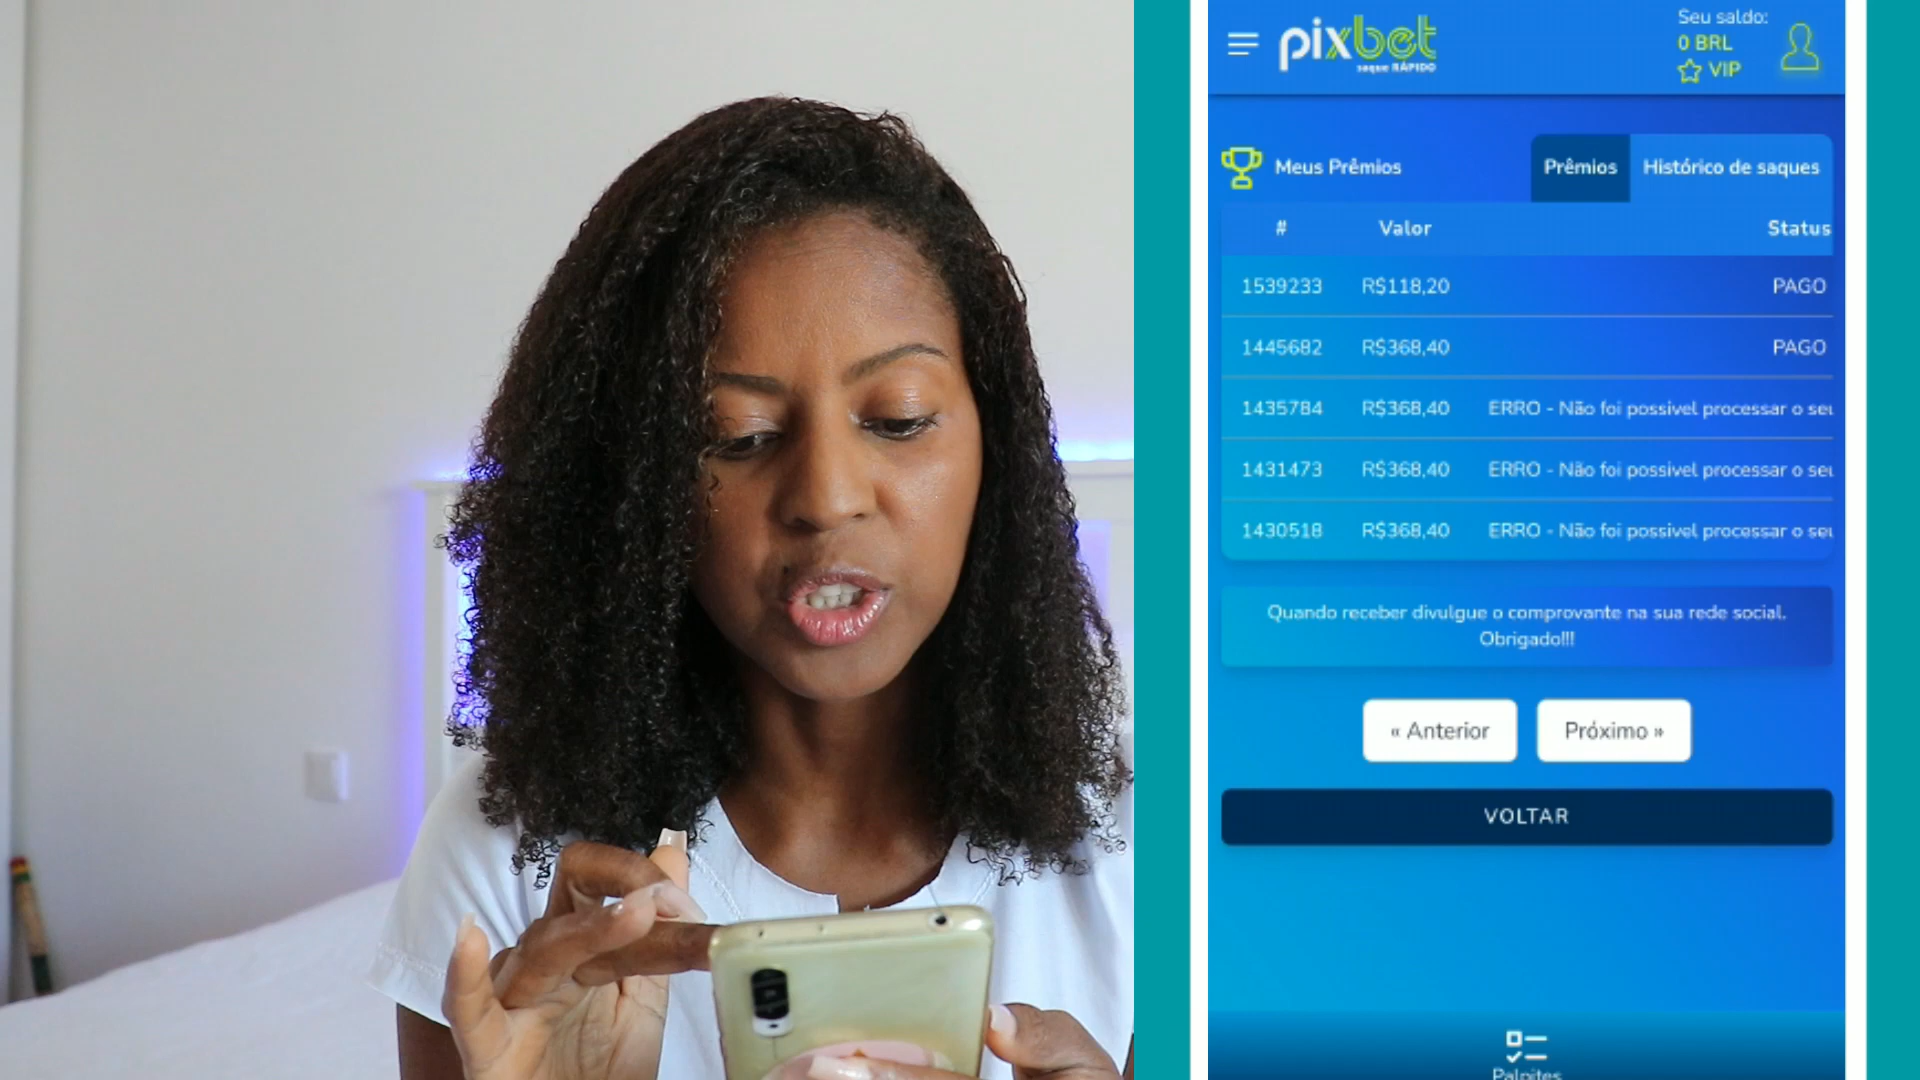 pixbet
saque RÁPIDO
Seu saldo:
0 BRL
VIP
Meus Prêmios
Prêmios
Histórico de saques
# Valor Status
1539233 R$118,20 PAGO
1445682 R$368,40 PAGO
1435784 R$368,40 ERRO - Não foi possivel processar o seu
1431473 R$368,40 ERRO - Não foi possivel processar o seu
1430518 R$368,40 ERRO - Não foi possivel processar o seu
Quando receber divulgue o comprovante na sua rede social.
Obrigado!!!
« Anterior
Próximo »
VOLTAR
Palpites